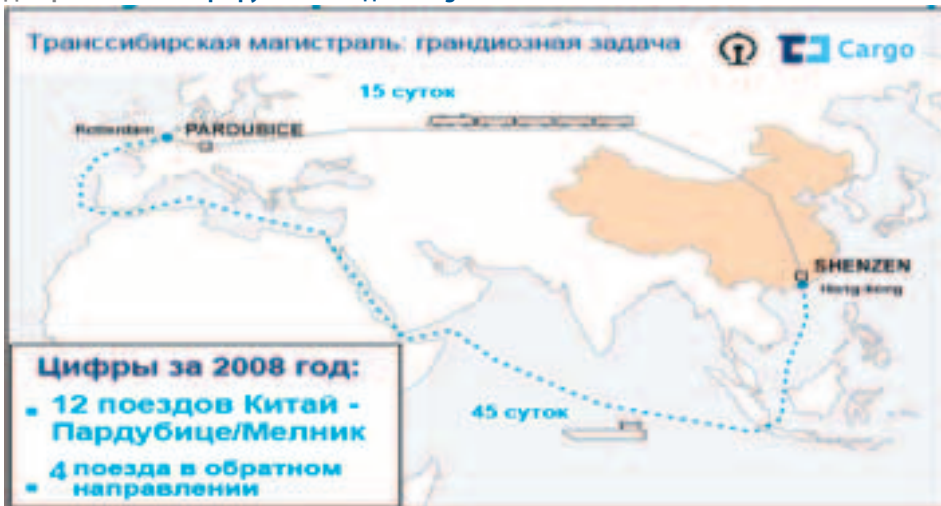 Транссибирская магистраль: грандиозная задача
Cargo
15 суток
Rotterdam
PARDUBICE
SHENZEN
Hong Kong
45 суток
Цифры за 2008 год:
12 поездов Китай -
Пардубице/Мелник
4 поезда в обратном
направлении